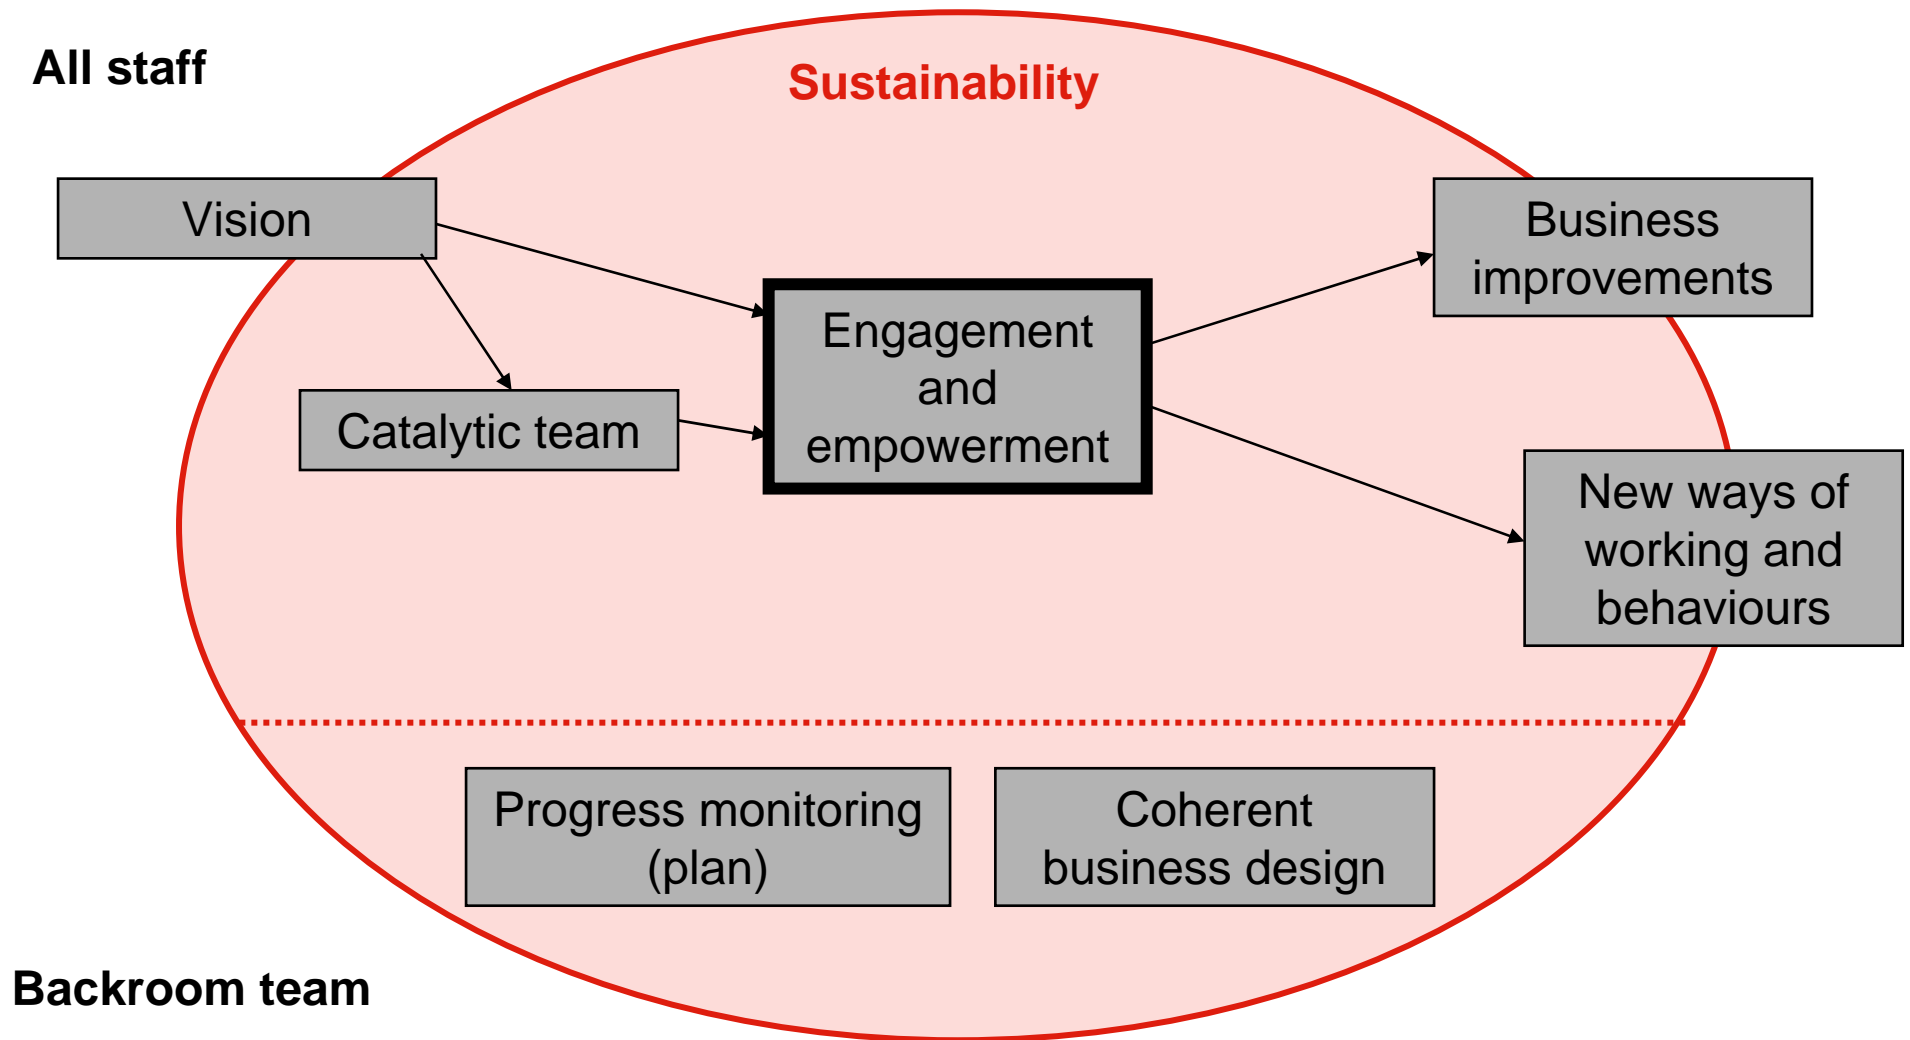 All staff
Sustainability
Vision
Business
improvements
Engagement
and
empowerment
Catalytic team
New ways of
working and
behaviours
Progress monitoring
(plan)
Coherent
business design
Backroom team